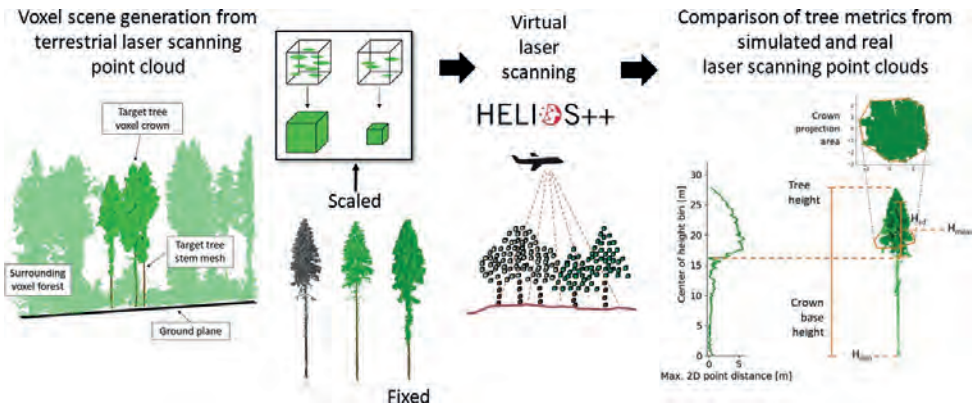 Voxel scene generation from
terrestrial laser scanning
point cloud
Target tree
voxel crown
Target tree
stem mesh
Surrounding
voxel forest
Ground plane
Scaled
Fixed
Virtual
laser
scanning
HELIOS++
Comparison of tree metrics from
simulated and real
laser scanning point clouds
Crown
projection
area
Center of height bin [m]
30
25
20
15
10
5
0
0
5
Max. 2D point distance [m]
Tree
height
Crown
base
height
Hmin